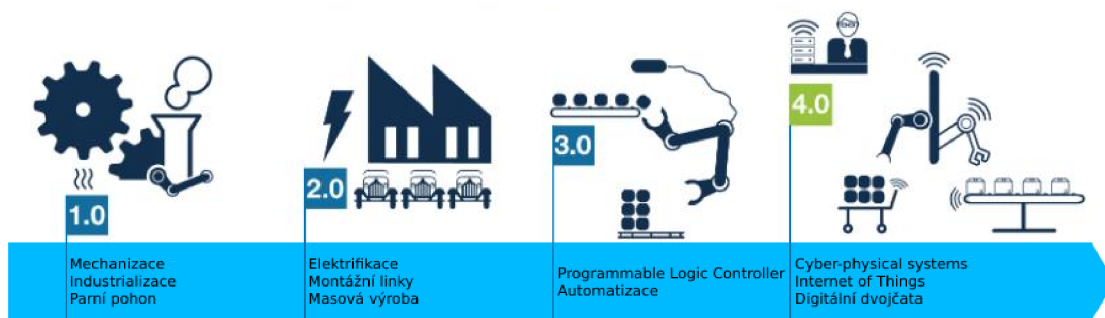 1.0
Mechanizace
Industrializace
Parní pohon
2.0
Elektrifikace
Montážní linky
Masová výroba
3.0
Programmable Logic Controller
Automatizace
4.0
Cyber-physical systems
Internet of Things
Digitální dvojčata